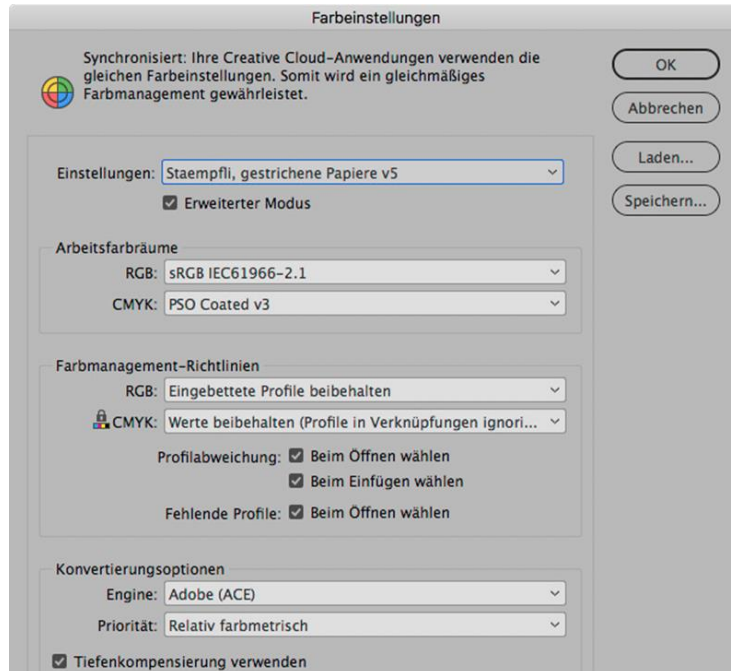 Farbeinstellungen
Synchronisiert: Ihre Creative Cloud-Anwendungen verwenden die
gleichen Farbeinstellungen. Somit wird ein gleichmäßiges
Farbmanagement gewährleistet.
OK
Abbrechen
Laden...
Speichern...
Einstellungen: Staempfli, gestrichene Papiere v5
Erweiterter Modus
Arbeitsfarbräume
RGB: sRGB IEC61966-2.1
CMYK: PSO Coated v3
Farbmanagement-Richtlinien
RGB: Eingebettete Profile beibehalten
CMYK: Werte beibehalten (Profile in Verknüpfungen ignori...
Profilabweichung: Beim Öffnen wählen
Beim Einfügen wählen
Fehlende Profile: Beim Öffnen wählen
Konvertierungsoptionen
Engine: Adobe (ACE)
Priorität: Relativ farbmetrisch
Tiefenkompensierung verwenden